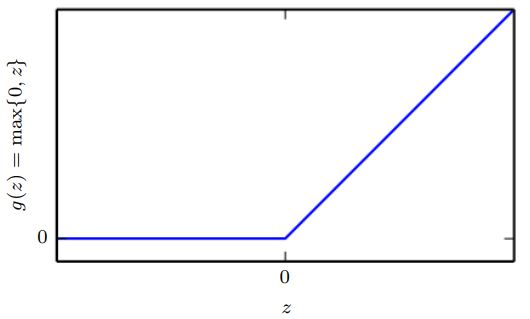 g(z) = max{0, z}
0
0
z